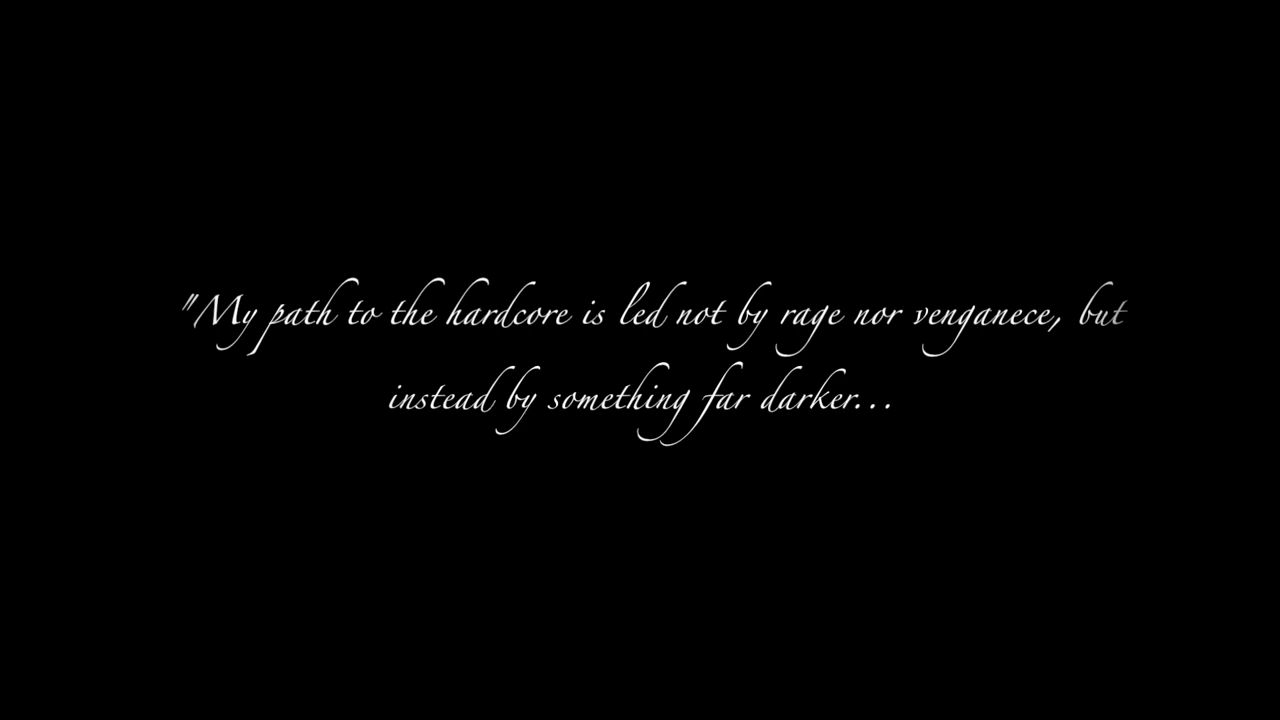 "My path to the hardcore is led not by rage nor venganece, but
instead by something far darker...